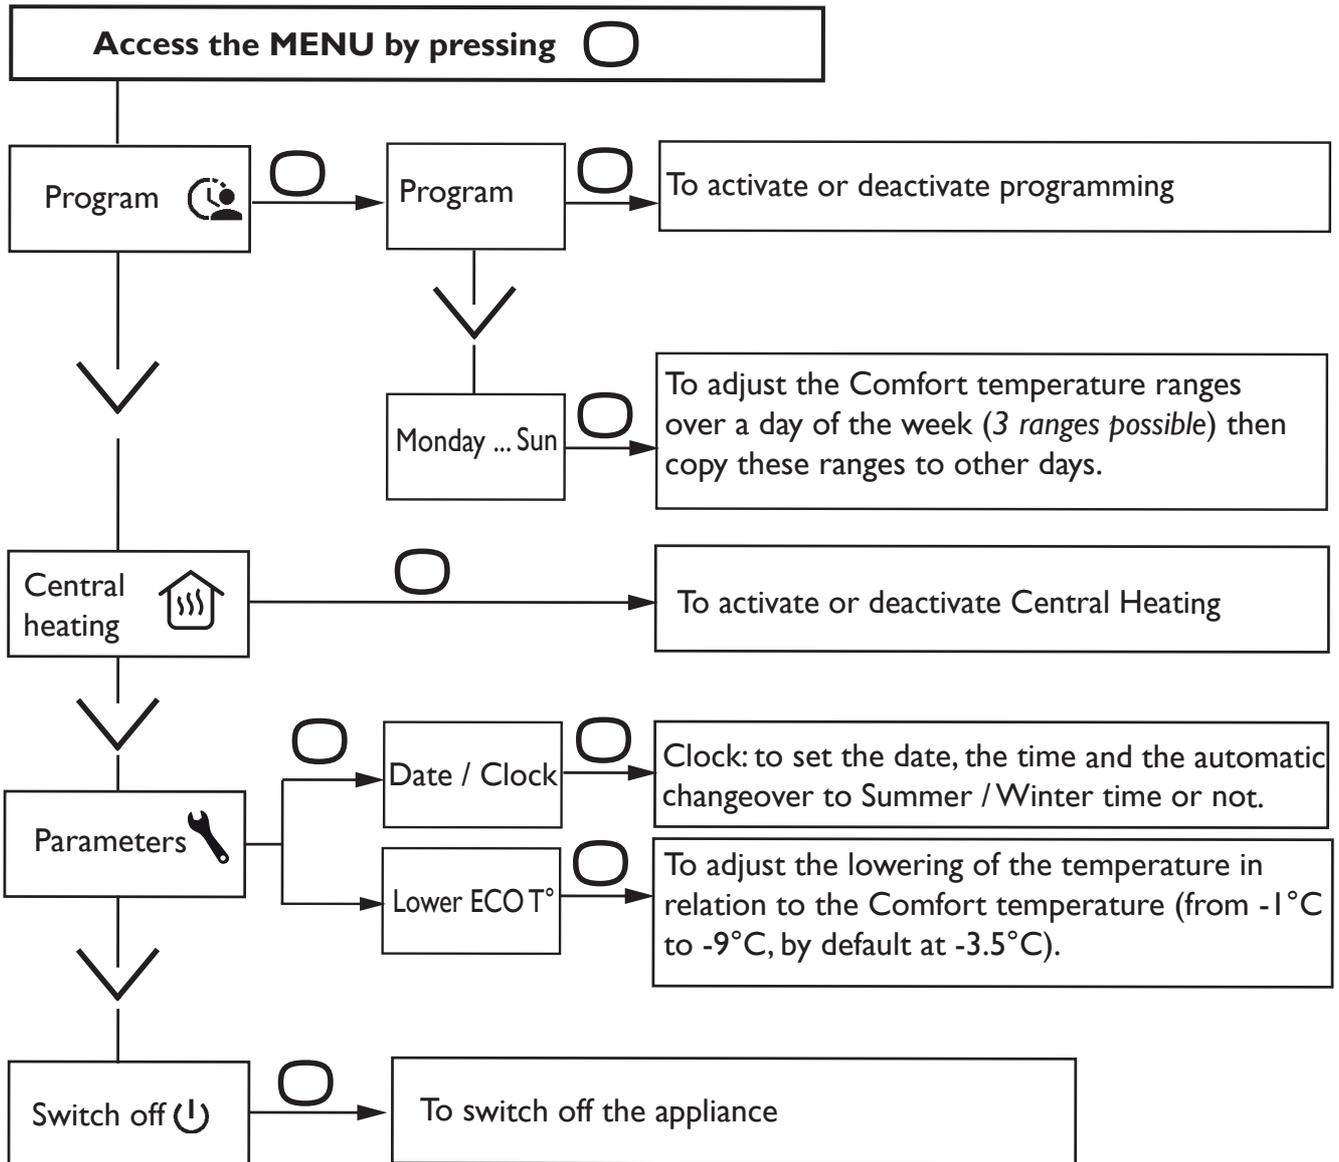 Access the MENU by pressing
Program
Program
To activate or deactivate programming
Monday ... Sun
To adjust the Comfort temperature ranges
over a day of the week (3 ranges possible) then
copy these ranges to other days.
Central
heating
To activate or deactivate Central Heating
Parameters
Date / Clock
Clock: to set the date, the time and the automatic
changeover to Summer / Winter time or not.
Lower ECO T°
To adjust the lowering of the temperature in
relation to the Comfort temperature (from -1°C
to -9°C, by default at -3.5°C).
Switch off
To switch off the appliance